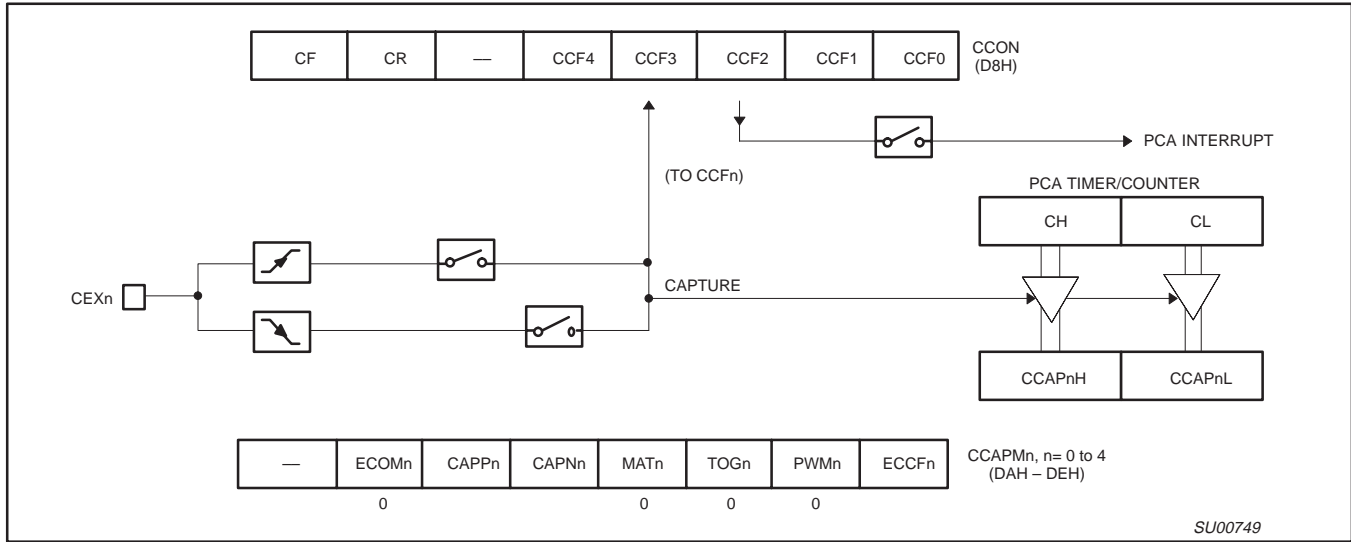 CF CR — CCF4 CCF3 CCF2 CCF1 CCF0 CCON
(D8H)
PCA INTERRUPT
(TO CCFn)
PCA TIMER/COUNTER
CH CL
CEXn
CAPTURE
CCAPnH CCAPnL
— ECOMn CAPPn CAPNn MATn TOGn PWMn ECCFn CCAPMn, n= 0 to 4
(DAH – DEH)
0 0 0 0
SU00749